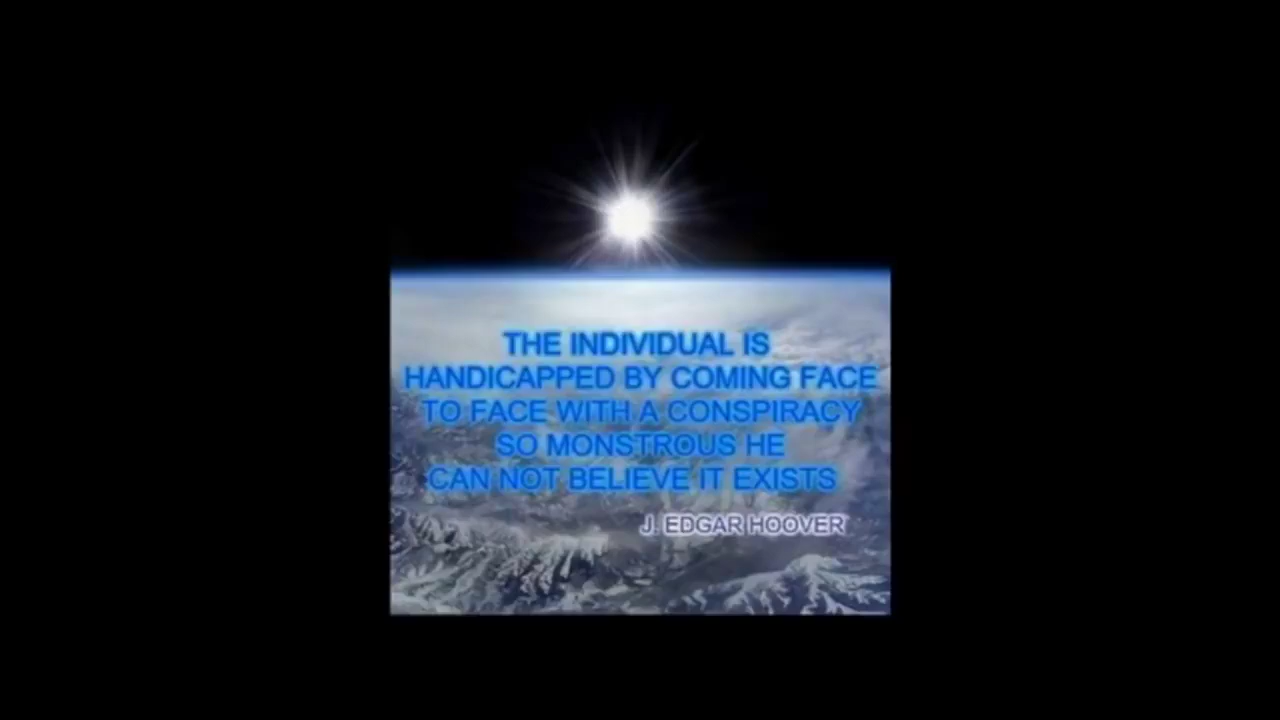 THE INDIVIDUAL IS
HANDICAPPED BY COMING FACE
TO FACE WITH A CONSPIRACY
SO MONSTROUS HE
CAN NOT BELIEVE IT EXISTS
J. EDGAR HOOVER